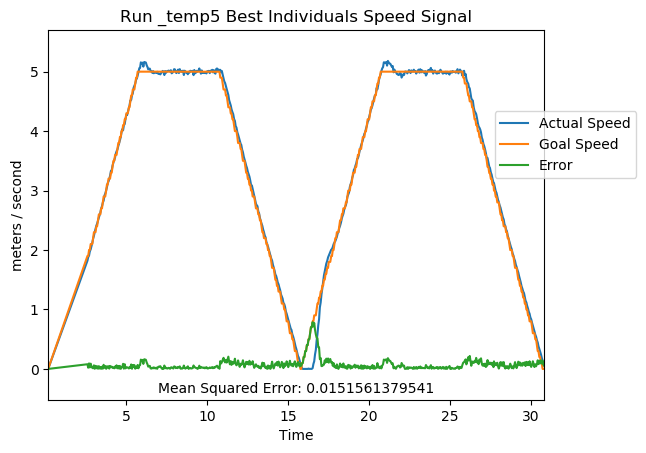 Run _temp5 Best Individuals Speed Signal
meters / second
5
4
3
2
1
0
Actual Speed
Goal Speed
Error
Mean Squared Error: 0.0151561379541
5 10 15 20 25 30
Time